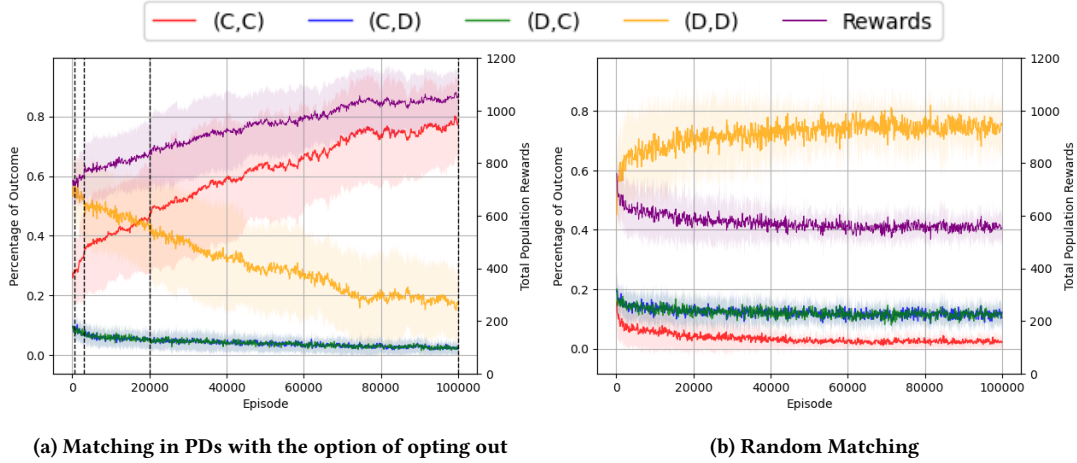 (C,C) (C,D) (D,C) (D,D) Rewards
Percentage of Outcome
0.8
0.6
0.4
0.2
0.0
0 20000 40000 60000 80000 100000
Episode
1200
1000
800
600
400
200
0
Total Population Rewards
(a) Matching in PDs with the option of opting out
Percentage of Outcome
0.8
0.6
0.4
0.2
0.0
0 20000 40000 60000 80000 100000
Episode
1200
1000
800
600
400
200
0
Total Population Rewards
(b) Random Matching